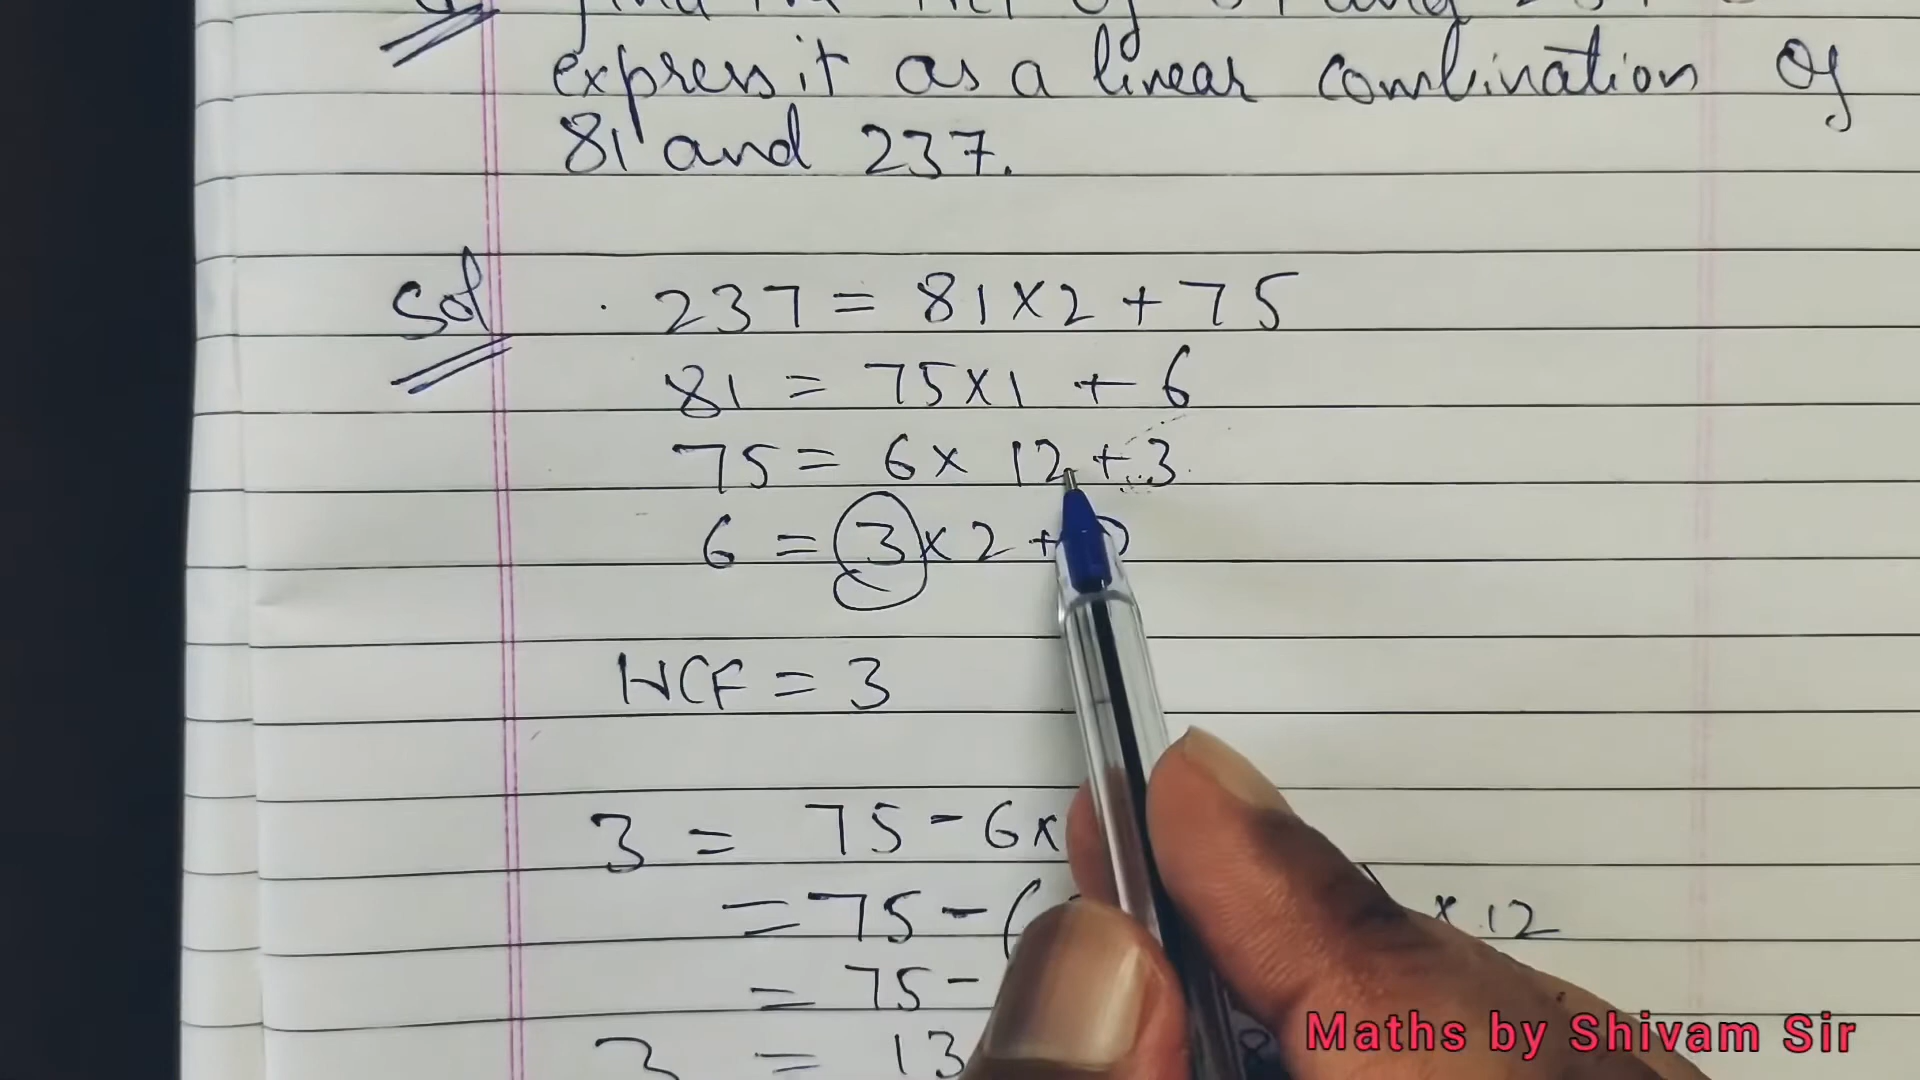 express it as a linear combination of
81 and 237.
Sol 237 = 81×2 + 75
81 = 75×1 + 6
75 = 6× 12 + 3
6 = 3×2 +
HCF = 3
3 = 75 - 6×
= 75 - ( × 12
= 75 -
3 = 13
Maths by Shivam Sir